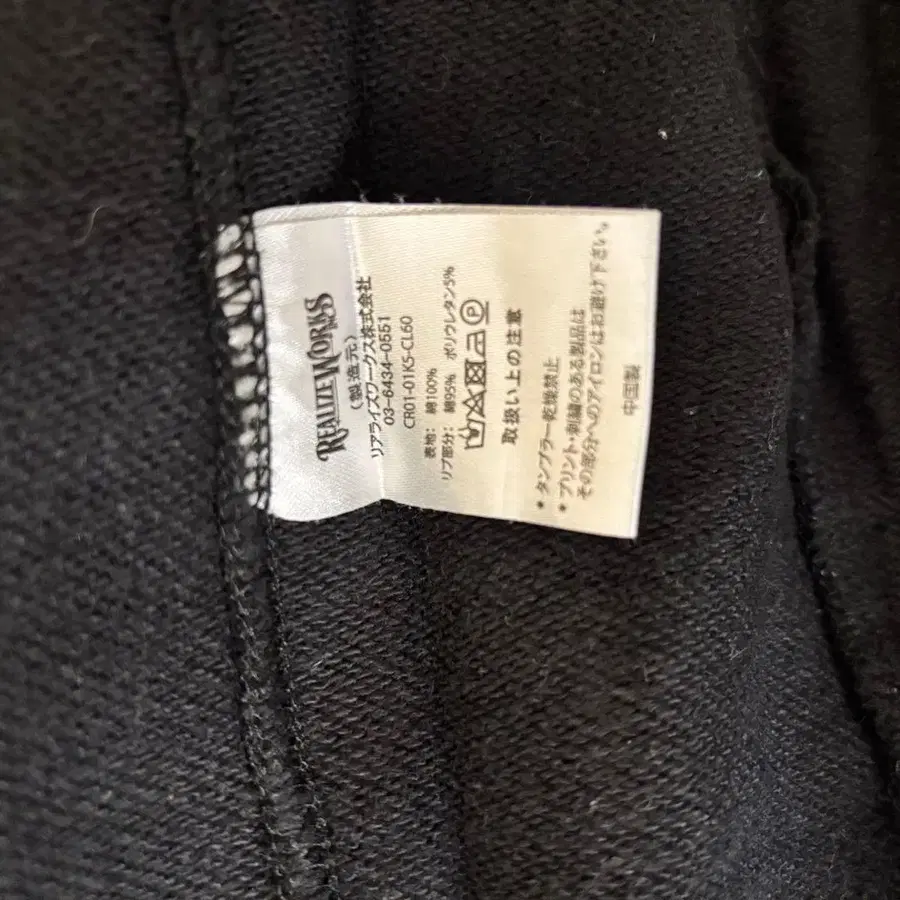 REALIZE WORKS
INC.
(製造元)
リアライズワークス株式会社
03-6434-0551
CR01-01K5-CL60
表地: 綿100%
リブ部分: 綿95% ポリウレタン5%
取扱い上の注意
• タンブラー乾燥禁止
• プリント・刺繍のある製品は
その部分へのアイロンはお避け下さい。
中国製